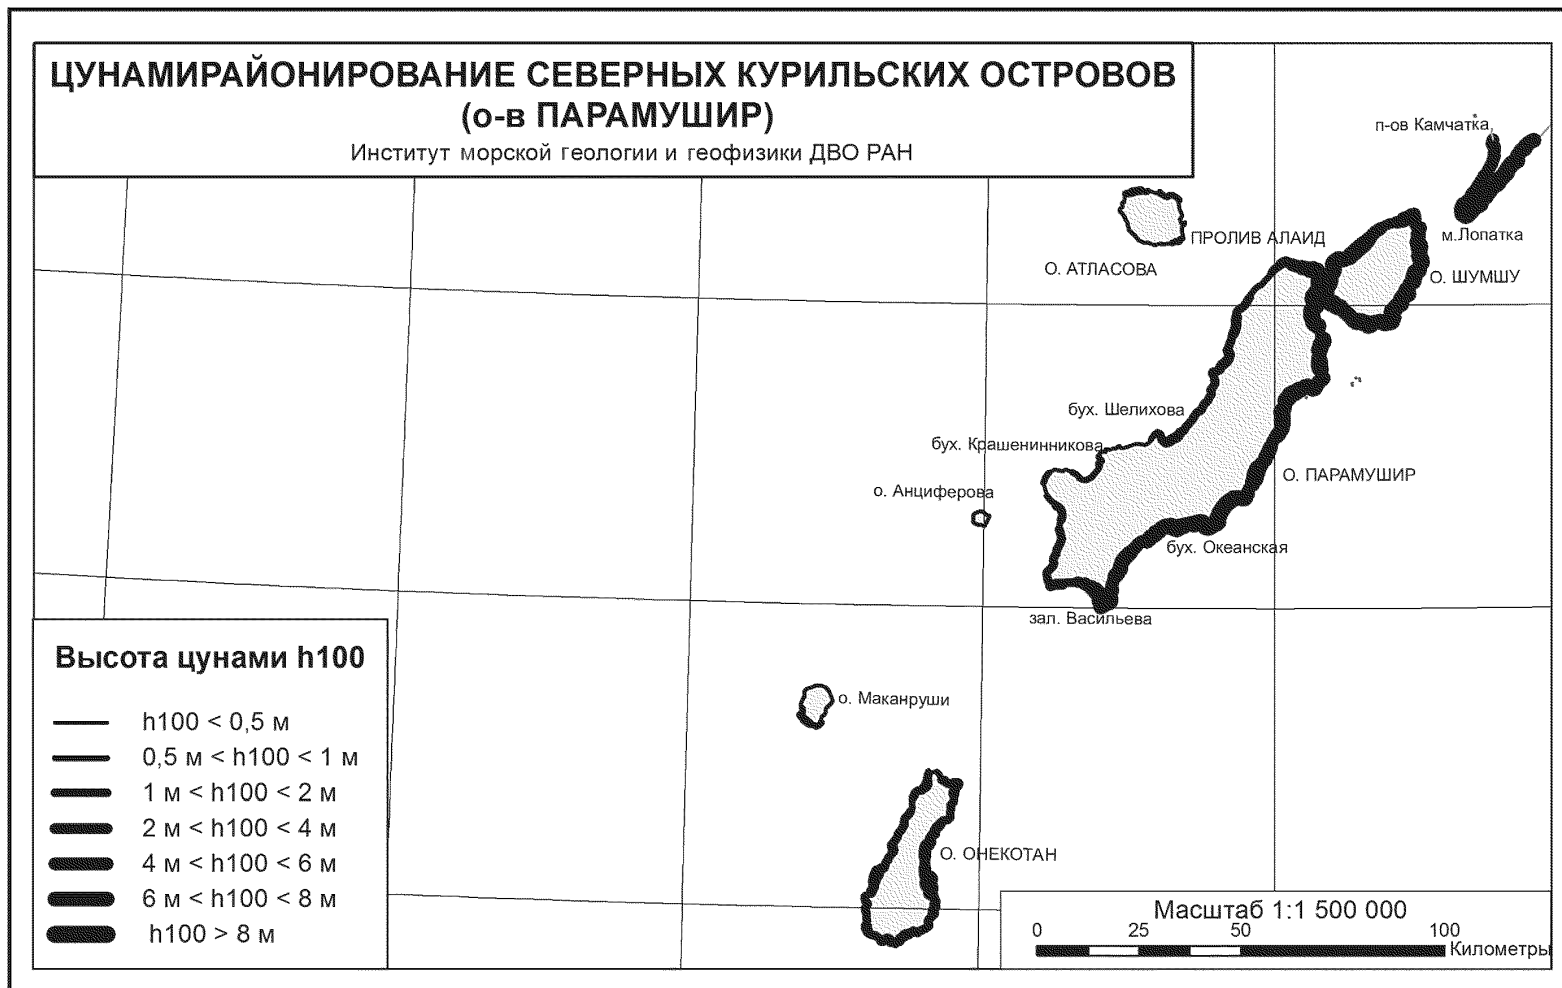 ЦУНАМИРАЙОНИРОВАНИЕ СЕВЕРНЫХ КУРИЛЬСКИХ ОСТРОВОВ
(о-в ПАРАМУШИР)
Институт морской геологии и геофизики ДВО РАН
п-ов Камчатка
м.Лопатка
ПРОЛИВ АЛАИД
О. АТЛАСОВА
О. ШУМШУ
бух. Шелихова
бух. Крашенинникова
О. ПАРАМУШИР
о. Анциферова
бух. Океанская
зал. Васильева
о. Маканруши
О. ОНЕКОТАН
Высота цунами h100
h100 < 0,5 м
0,5 м < h100 < 1 м
1 м < h100 < 2 м
2 м < h100 < 4 м
4 м < h100 < 6 м
6 м < h100 < 8 м
h100 > 8 м
Масштаб 1:1 500 000
0 25 50 100
Километры